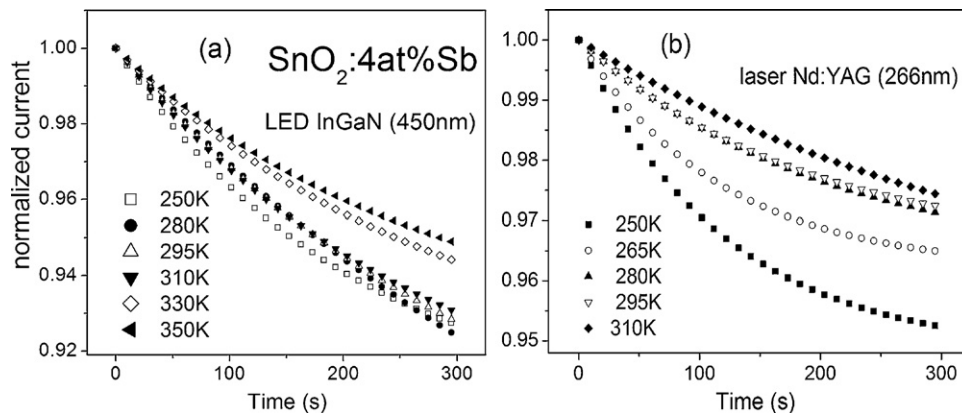 (a)
SnO2:4at%Sb
LED InGaN (450nm)
normalized current
1.00
0.98
0.96
0.94
0.92
250K
280K
295K
310K
330K
350K
0
100
200
300
Time (s)
(b)
laser Nd:YAG (266nm)
1.00
0.99
0.98
0.97
0.96
0.95
250K
265K
280K
295K
310K
0
100
200
300
Time (s)